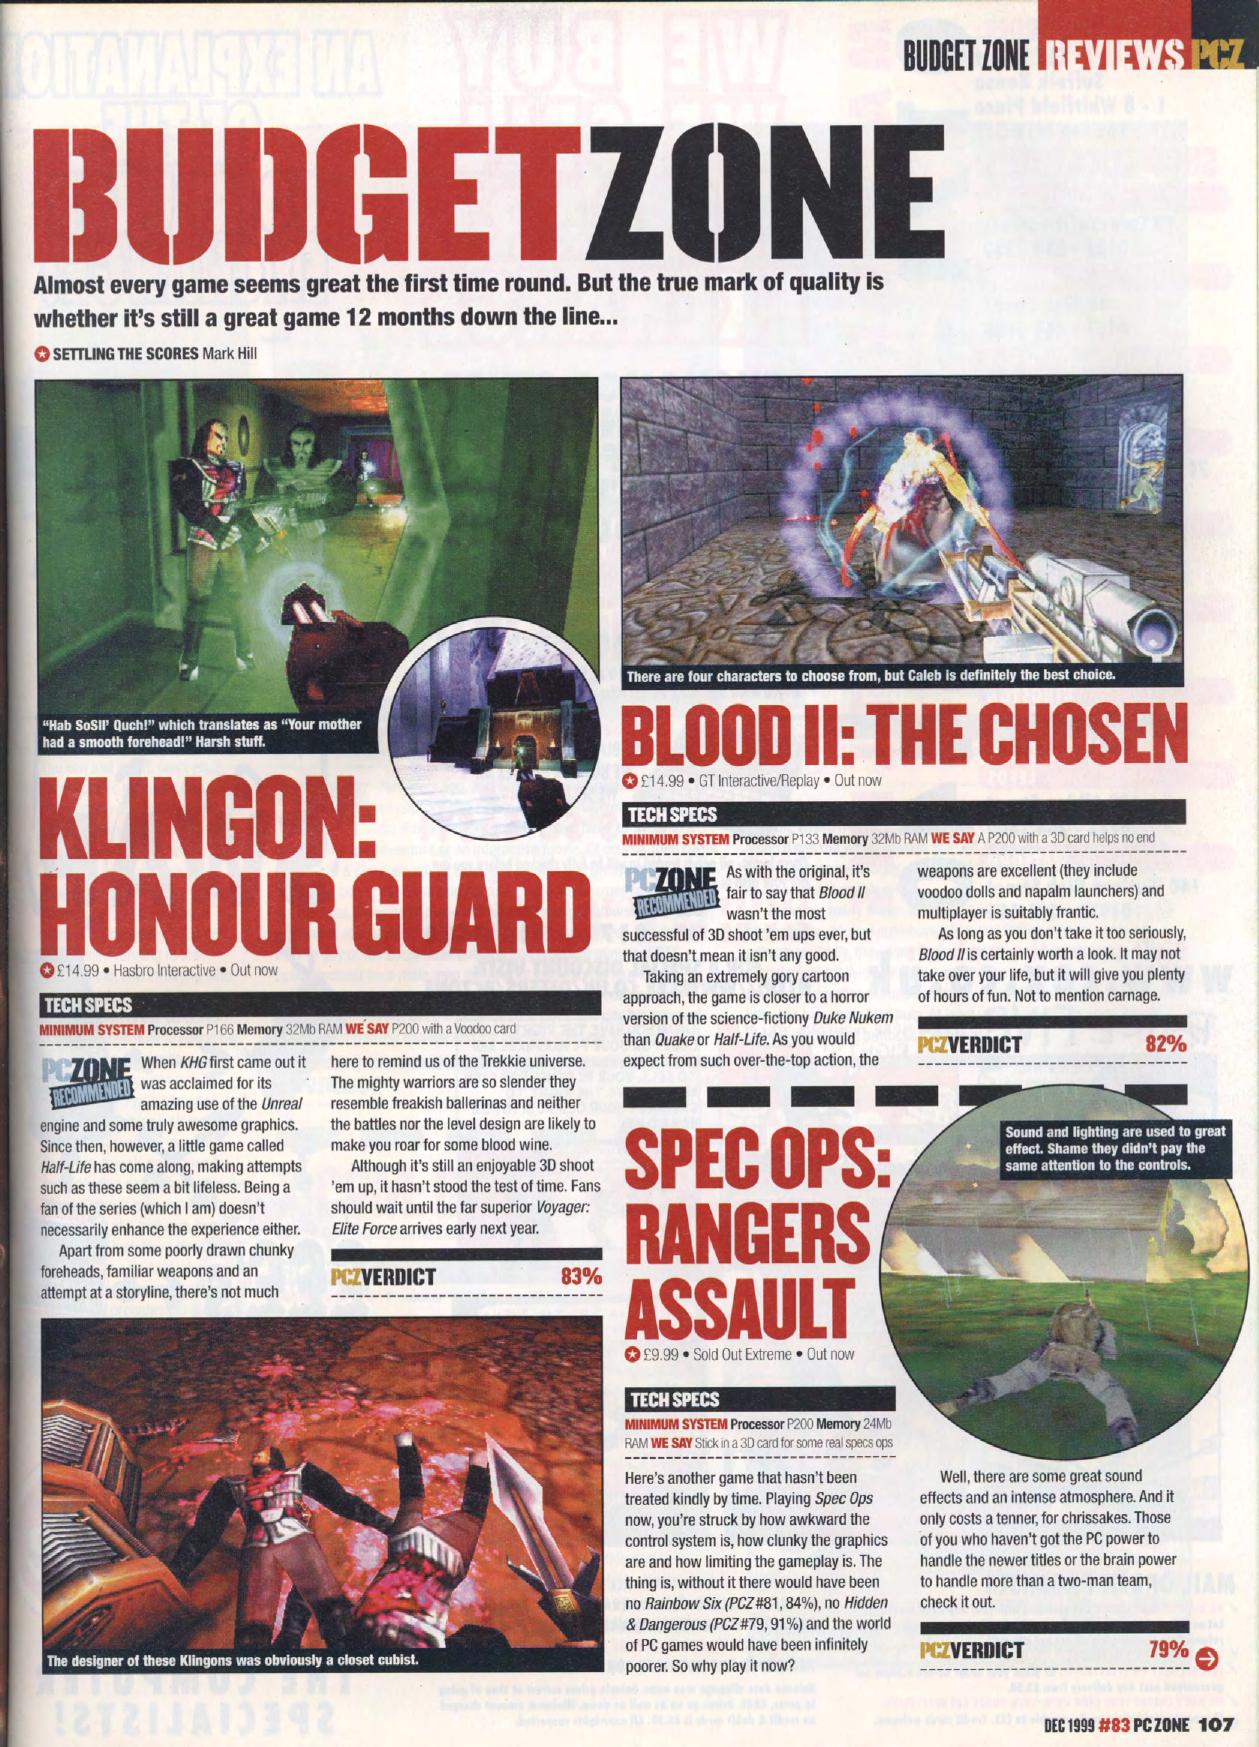 BUDGET ZONE REVIEWS PCZ
BUDGETZONE
Almost every game seems great the first time round. But the true mark of quality is
whether it's still a great game 12 months down the line...
SETTLING THE SCORES Mark Hill
"Hab SoSlI' Quch!" which translates as "Your mother
had a smooth forehead!" Harsh stuff.
KLINGON:
HONOUR GUARD
£14.99 • Hasbro Interactive • Out now
TECH SPECS
MINIMUM SYSTEM Processor P166 Memory 32Mb RAM WE SAY P200 with a Voodoo card
PCZONE
RECOMMENDED
When KHG first came out it
was acclaimed for its
amazing use of the Unreal
engine and some truly awesome graphics.
Since then, however, a little game called
Half-Life has come along, making attempts
such as these seem a bit lifeless. Being a
fan of the series (which I am) doesn't
necessarily enhance the experience either.
Apart from some poorly drawn chunky
foreheads, familiar weapons and an
attempt at a storyline, there's not much
here to remind us of the Trekkie universe.
The mighty warriors are so slender they
resemble freakish ballerinas and neither
the battles nor the level design are likely to
make you roar for some blood wine.
Although it's still an enjoyable 3D shoot
'em up, it hasn't stood the test of time. Fans
should wait until the far superior Voyager:
Elite Force arrives early next year.
PCZVERDICT 83%
The designer of these Klingons was obviously a closet cubist.
There are four characters to choose from, but Caleb is definitely the best choice.
BLOOD II: THE CHOSEN
£14.99 • GT Interactive/Replay • Out now
TECH SPECS
MINIMUM SYSTEM Processor P133 Memory 32Mb RAM WE SAY A P200 with a 3D card helps no end
PCZONE
RECOMMENDED
As with the original, it's
fair to say that Blood II
wasn't the most
successful of 3D shoot 'em ups ever, but
that doesn't mean it isn't any good.
Taking an extremely gory cartoon
approach, the game is closer to a horror
version of the science-fictiony Duke Nukem
than Quake or Half-Life. As you would
expect from such over-the-top action, the
weapons are excellent (they include
voodoo dolls and napalm launchers) and
multiplayer is suitably frantic.
As long as you don't take it too seriously,
Blood II is certainly worth a look. It may not
take over your life, but it will give you plenty
of hours of fun. Not to mention carnage.
PCZVERDICT 82%
Sound and lighting are used to great
effect. Shame they didn't pay the
same attention to the controls.
SPEC OPS:
RANGERS
ASSAULT
£9.99 • Sold Out Extreme • Out now
TECH SPECS
MINIMUM SYSTEM Processor P200 Memory 24Mb
RAM WE SAY Stick in a 3D card for some real specs ops
Here's another game that hasn't been
treated kindly by time. Playing Spec Ops
now, you're struck by how awkward the
control system is, how clunky the graphics
are and how limiting the gameplay is. The
thing is, without it there would have been
no Rainbow Six (PCZ #81, 84%), no Hidden
& Dangerous (PCZ #79, 91%) and the world
of PC games would have been infinitely
poorer. So why play it now?
Well, there are some great sound
effects and an intense atmosphere. And it
only costs a tenner, for chrissakes. Those
of you who haven't got the PC power to
handle the newer titles or the brain power
to handle more than a two-man team,
check it out.
PCZVERDICT 79%
DEC 1999 #83 PC ZONE 107